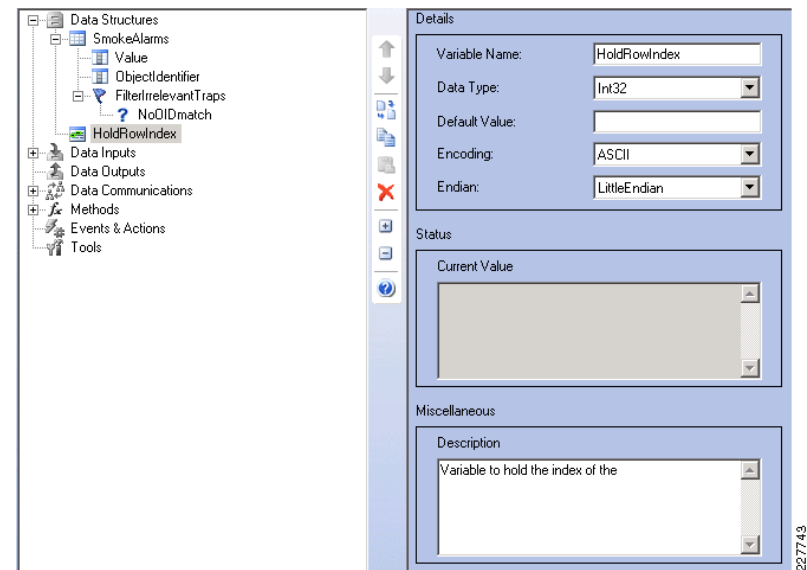 Data Structures
SmokeAlarms
Value
ObjectIdentifier
FilterIrrelevantTraps
? NoOIDmatch
HoldRowIndex
Data Inputs
Data Outputs
Data Communications
fx Methods
Events & Actions
Tools
Details
Variable Name: HoldRowIndex
Data Type: Int32
Default Value:
Encoding: ASCII
Endian: LittleEndian
Status
Current Value
Miscellaneous
Description
Variable to hold the index of the
227743